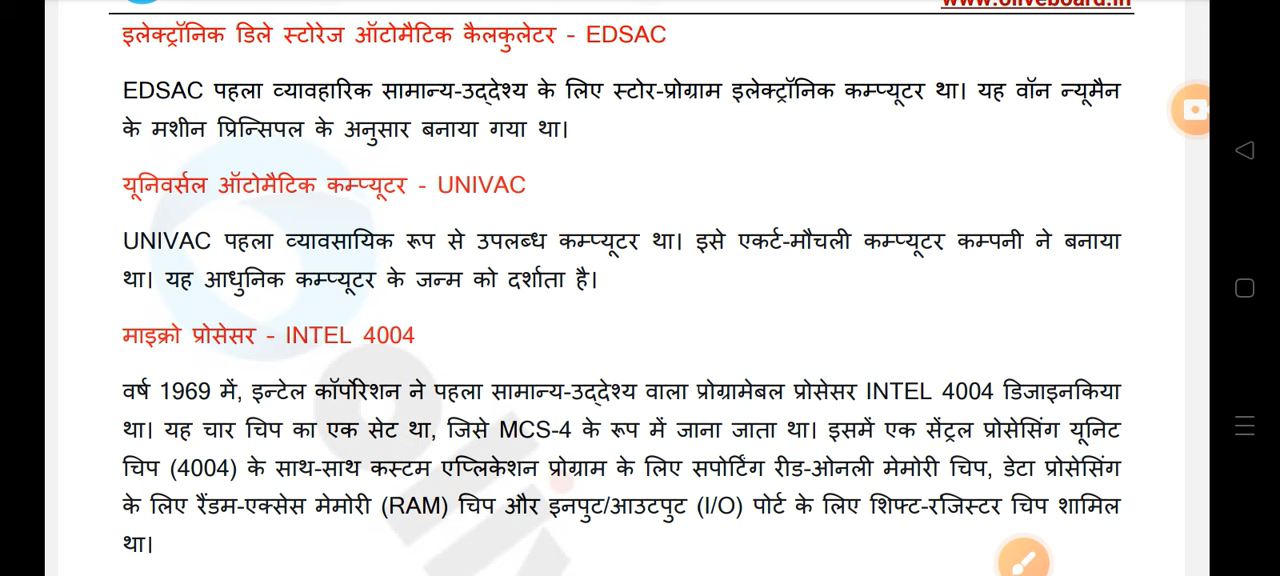 www.oliveboard.in
इलेक्ट्रॉनिक डिले स्टोरेज ऑटोमैटिक कैलकुलेटर - EDSAC
EDSAC पहला व्यावहारिक सामान्य-उद्देश्य के लिए स्टोर-प्रोग्राम इलेक्ट्रॉनिक कम्प्यूटर था। यह वॉन न्यूमैन
के मशीन प्रिन्सिपल के अनुसार बनाया गया था।
यूनिवर्सल ऑटोमैटिक कम्प्यूटर - UNIVAC
UNIVAC पहला व्यावसायिक रूप से उपलब्ध कम्प्यूटर था। इसे एकर्ट-मौचली कम्प्यूटर कम्पनी ने बनाया
था। यह आधुनिक कम्प्यूटर के जन्म को दर्शाता है।
माइक्रो प्रोसेसर - INTEL 4004
वर्ष 1969 में, इन्टेल कॉर्पोरेशन ने पहला सामान्य-उद्देश्य वाला प्रोग्रामेबल प्रोसेसर INTEL 4004 डिजाइनकिया
था। यह चार चिप का एक सेट था, जिसे MCS-4 के रूप में जाना जाता था। इसमें एक सेंट्रल प्रोसेसिंग यूनिट
चिप (4004) के साथ-साथ कस्टम एप्लिकेशन प्रोग्राम के लिए सपोर्टिंग रीड-ओनली मेमोरी चिप, डेटा प्रोसेसिंग
के लिए रैंडम-एक्सेस मेमोरी (RAM) चिप और इनपुट/आउटपुट (I/O) पोर्ट के लिए शिफ्ट-रजिस्टर चिप शामिल
था।